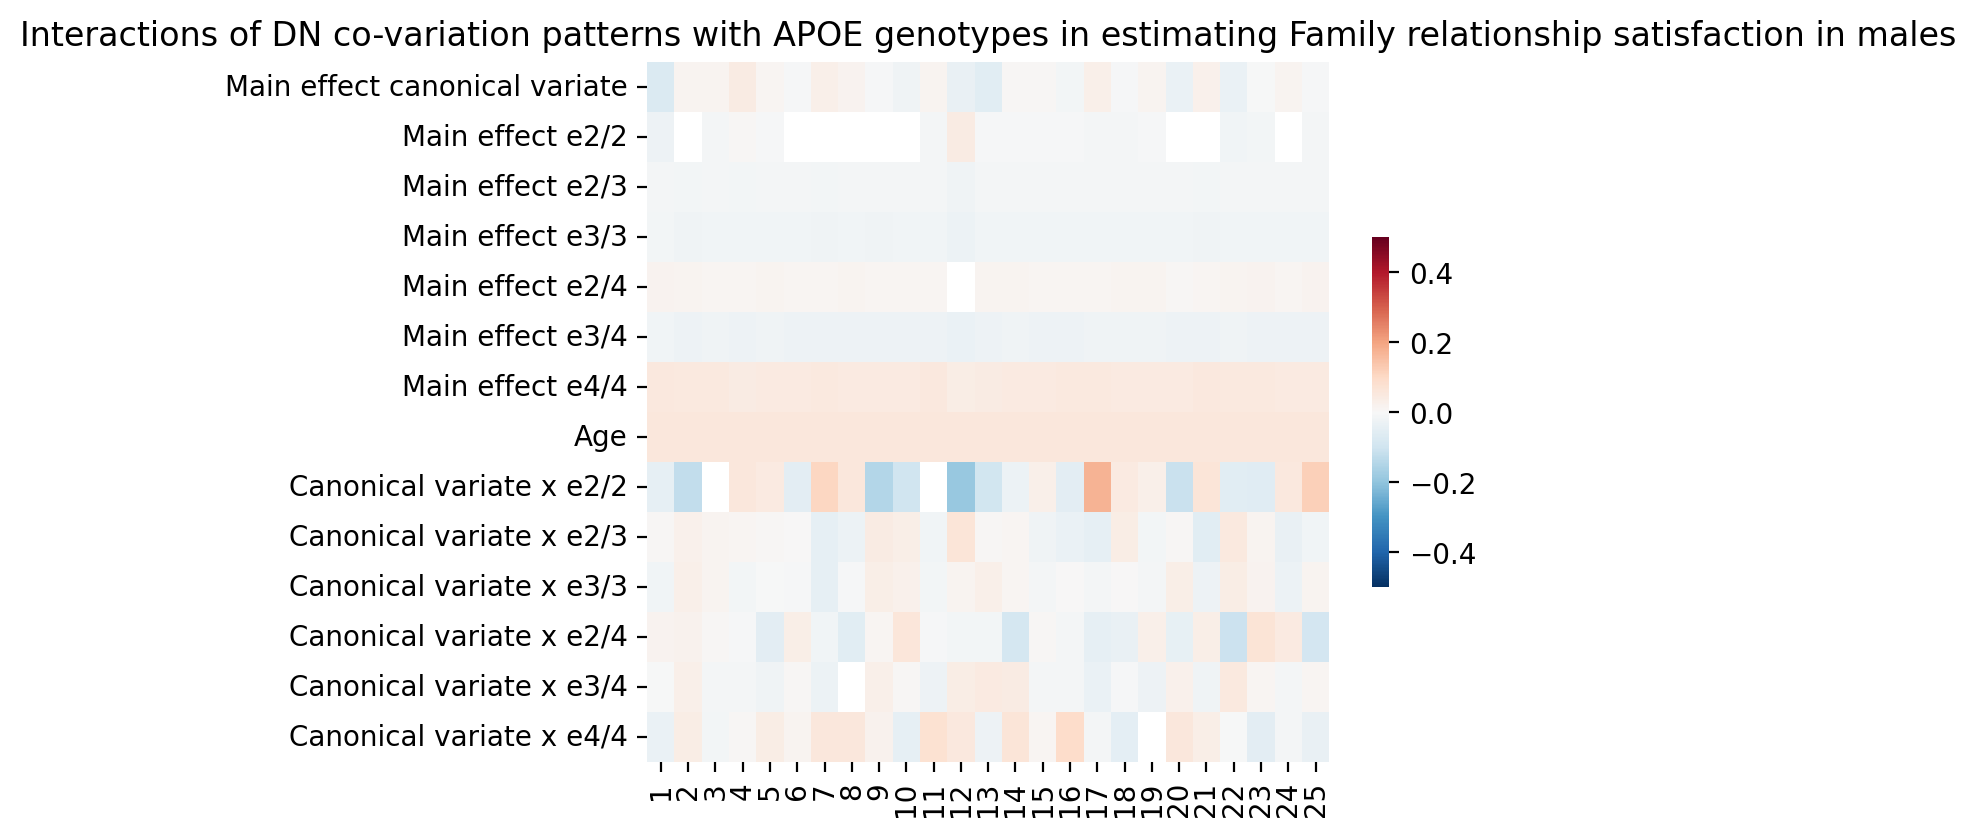 Interactions of DN co-variation patterns with APOE genotypes in estimating Family relationship satisfaction in males
Main effect canonical variate
Main effect e2/2
Main effect e2/3
Main effect e3/3
Main effect e2/4
Main effect e3/4
Main effect e4/4
Age
Canonical variate x e2/2
Canonical variate x e2/3
Canonical variate x e3/3
Canonical variate x e2/4
Canonical variate x e3/4
Canonical variate x e4/4
1 2 3 4 5 6 7 8 9 10 11 12 13 14 15 16 17 18 19 20 21 22 23 24 25
0.4
0.2
0.0
−0.2
−0.4